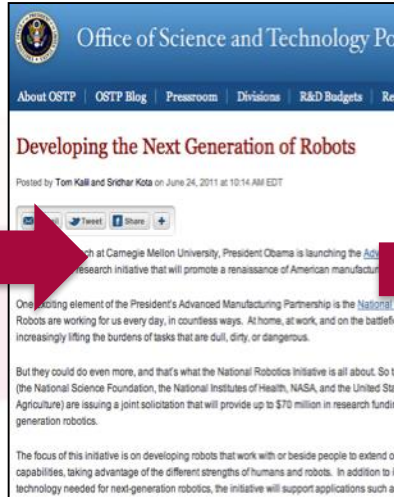 Office of Science and Technology Po
About OSTP OSTP Blog Pressroom Divisions R&D Budgets Re
Developing the Next Generation of Robots
Posted by Tom Kalil and Sridhar Kota on June 24, 2011 at 10:14 AM EDT
Tweet Share +
at Carnegie Mellon University, President Obama is launching the Adv
research initiative that will promote a renaissance of American manufactur
One exciting element of the President's Advanced Manufacturing Partnership is the National
Robots are working for us every day, in countless ways. At home, at work, and on the battlefie
increasingly lifting the burdens of tasks that are dull, dirty, or dangerous.
But they could do even more, and that's what the National Robotics Initiative is all about. So t
(the National Science Foundation, the National Institutes of Health, NASA, and the United Sta
Agriculture) are issuing a joint solicitation that will provide up to $70 million in research fundin
generation robotics.
The focus of this initiative is on developing robots that work with or beside people to extend o
capabilities, taking advantage of the different strengths of humans and robots. In addition to i
technology needed for next-generation robotics, the initiative will support applications such a